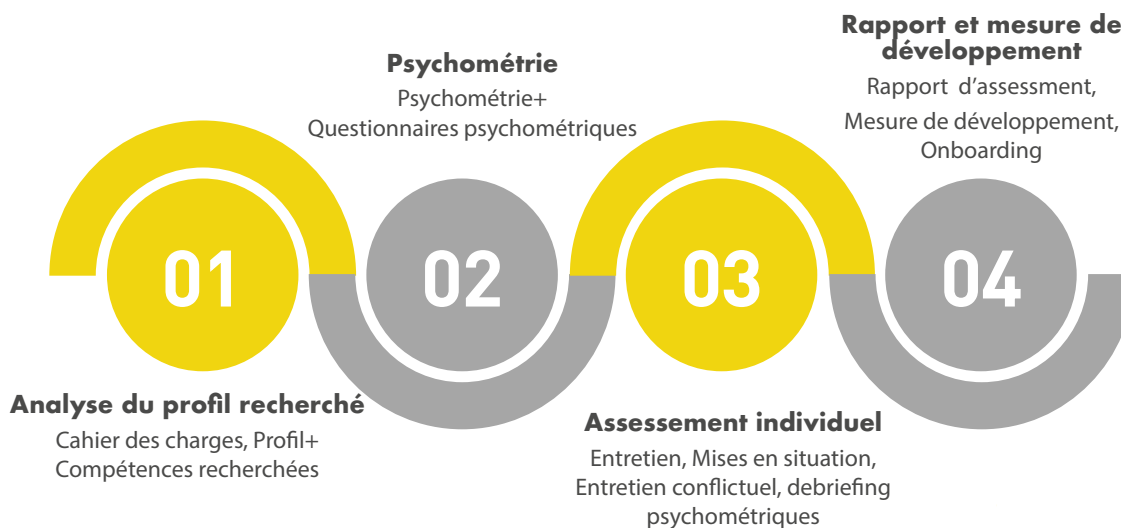 01
Analyse du profil recherché
Cahier des charges, Profil+
Compétences recherchées
Psychométrie
Psychométrie+
Questionnaires psychométriques
02
03
Assessement individuel
Entretien, Mises en situation,
Entretien conflictuel, debriefing
psychométriques
Rapport et mesure de
développement
Rapport d’assessment,
Mesure de développement,
Onboarding
04